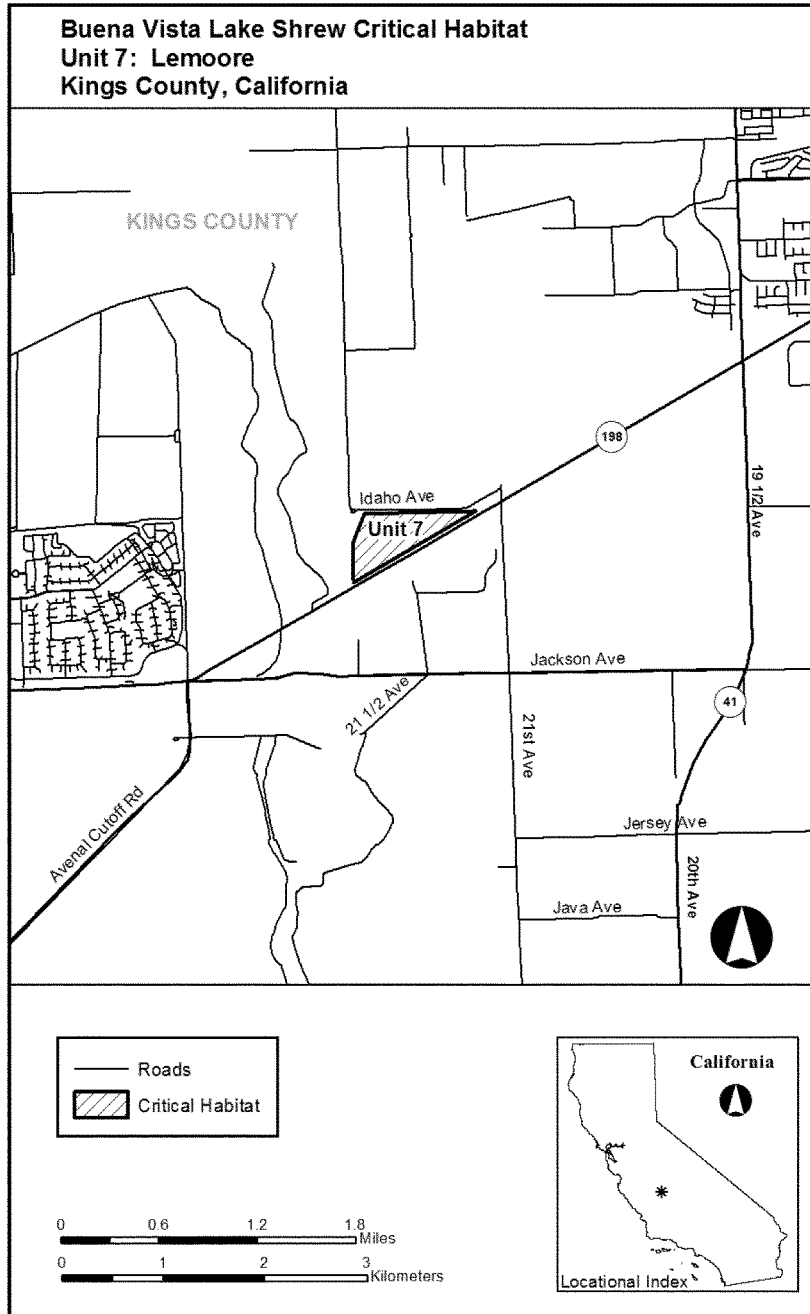 Buena Vista Lake Shrew Critical Habitat
Unit 7: Lemoore
Kings County, California
KINGS COUNTY
198
Idaho Ave
Unit 7
19 1/2 Ave
Jackson Ave
41
21 1/2 Ave
21st Ave
Avenal Cutoff Rd
Jersey Ave
20th Ave
Java Ave
Roads
Critical Habitat
California
Locational Index
0 0.6 1.2 1.8
Miles
0 1 2 3
Kilometers